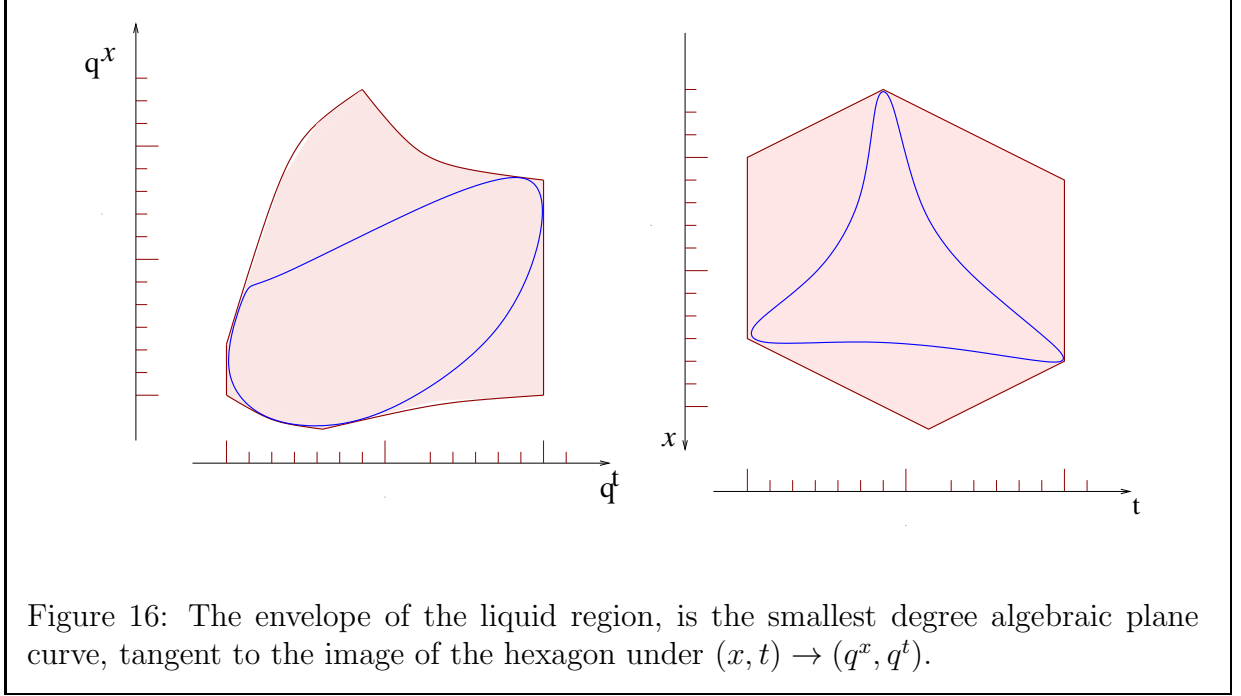 q^x
q^t
x
t
Figure 16: The envelope of the liquid region, is the smallest degree algebraic plane
curve, tangent to the image of the hexagon under (x, t) → (q^x, q^t).